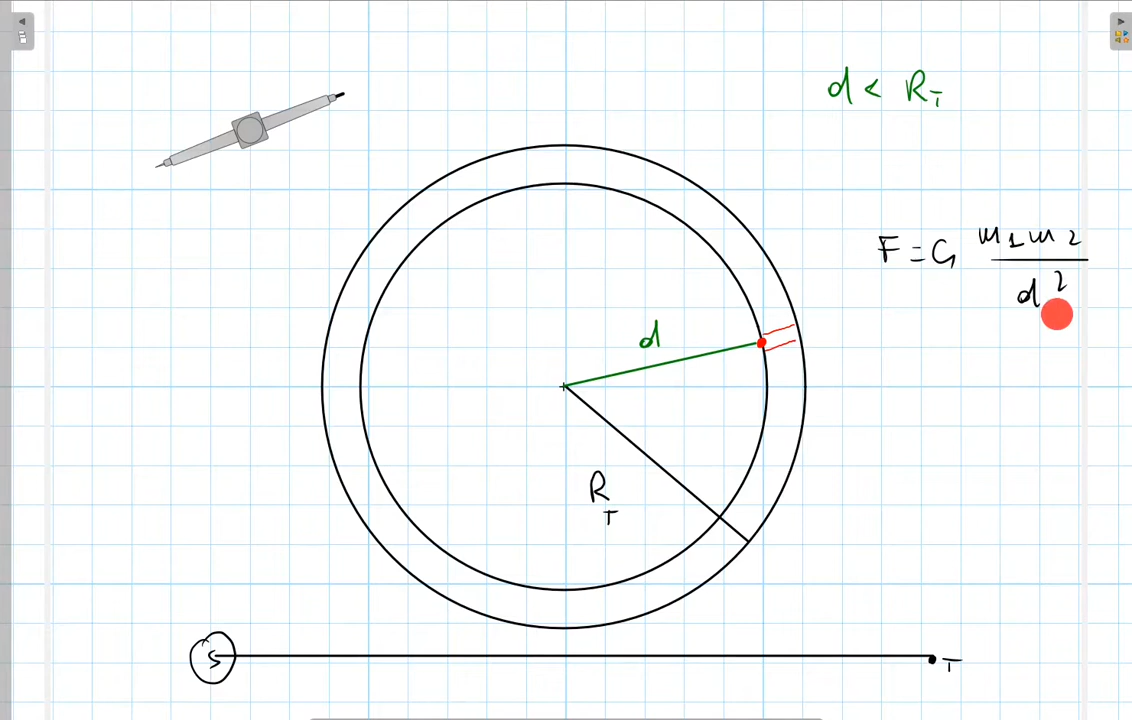 d < R_T
F = G m₁m₂ / d²
d
R_T
S
T